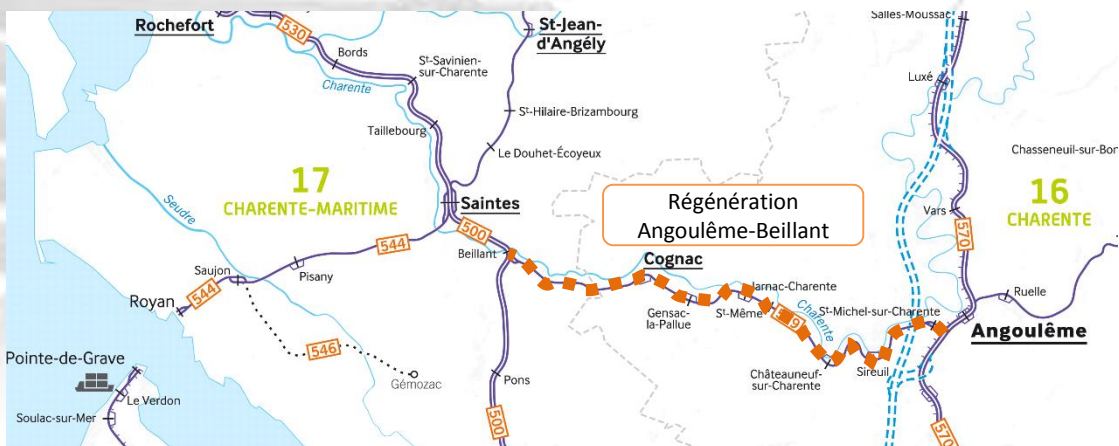 Rochefort
530
Bords
St-Savinien-
sur-Charente
Charente
Taillebourg
St-Jean-
d'Angély
St-Hilaire-Brizambourg
Le Douhet-Écoyeux
Salles-Moussac
Luxé
Chasseneuil-sur-Bon
17
CHARENTE-MARITIME
Saintes
500
Beillant
Seudre
544
Saujon
Pisany
Royan
544
546
Gémozac
Pointe-de-Grave
Le Verdon
Soulac-sur-Mer
Pons
500
Régénération
Angoulême-Beillant
Cognac
Gensac-
la-Pallue
St-Même
Jarnac-Charente
Charente
St-Michel-sur-Charente
Châteauneuf-
sur-Charente
Sireuil
16
CHARENTE
Vars
570
Ruelle
Angoulême
570